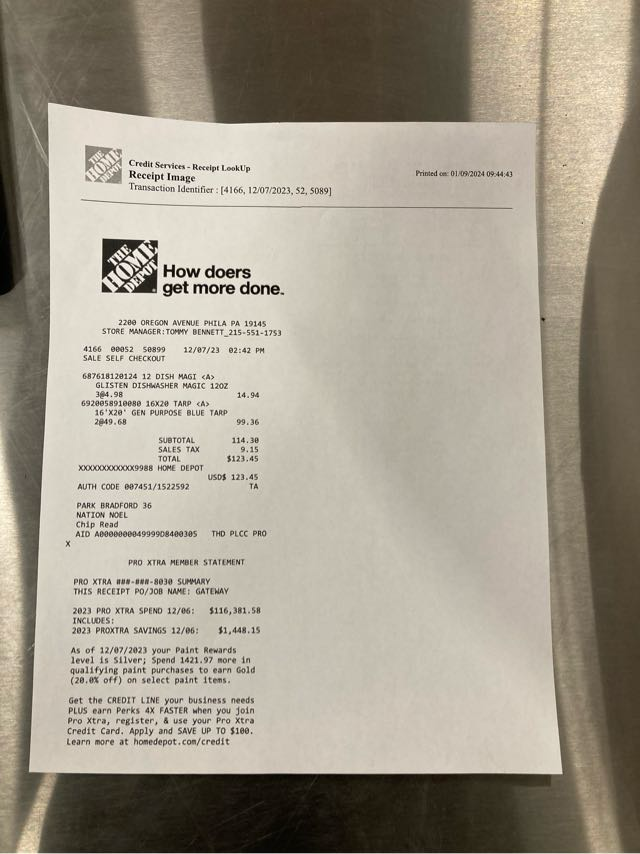 THE HOME DEPOT
Credit Services - Receipt LookUp
Receipt Image
Printed on: 01/09/2024 09:44:43
Transaction Identifier : [4166, 12/07/2023, 52, 5089]
THE HOME DEPOT
How doers
get more done.
2200 OREGON AVENUE PHILA PA 19145
STORE MANAGER:TOMMY BENNETT_215-551-1753
4166 00052 50899 12/07/23 02:42 PM
SALE SELF CHECKOUT
687618120124 12 DISH MAGI <A>
GLISTEN DISHWASHER MAGIC 12OZ
3@4.98 14.94
6920058910080 16X20 TARP <A>
16'X20' GEN PURPOSE BLUE TARP
2@49.68 99.36
SUBTOTAL 114.30
SALES TAX 9.15
TOTAL $123.45
XXXXXXXXXXXX9988 HOME DEPOT
USD$ 123.45
AUTH CODE 007451/1522592 TA
PARK BRADFORD 36
NATION NOEL
Chip Read
AID A0000000049999D8400305 THD PLCC PRO
X
PRO XTRA MEMBER STATEMENT
PRO XTRA ###-###-8030 SUMMARY
THIS RECEIPT PO/JOB NAME: GATEWAY
2023 PRO XTRA SPEND 12/06: $116,381.58
INCLUDES:
2023 PROXTRA SAVINGS 12/06: $1,448.15
As of 12/07/2023 your Paint Rewards
level is Silver; Spend 1421.97 more in
qualifying paint purchases to earn Gold
(20.0% off) on select paint items.
Get the CREDIT LINE your business needs
PLUS earn Perks 4X FASTER when you join
Pro Xtra, register, & use your Pro Xtra
Credit Card. Apply and SAVE UP TO $100.
Learn more at homedepot.com/credit